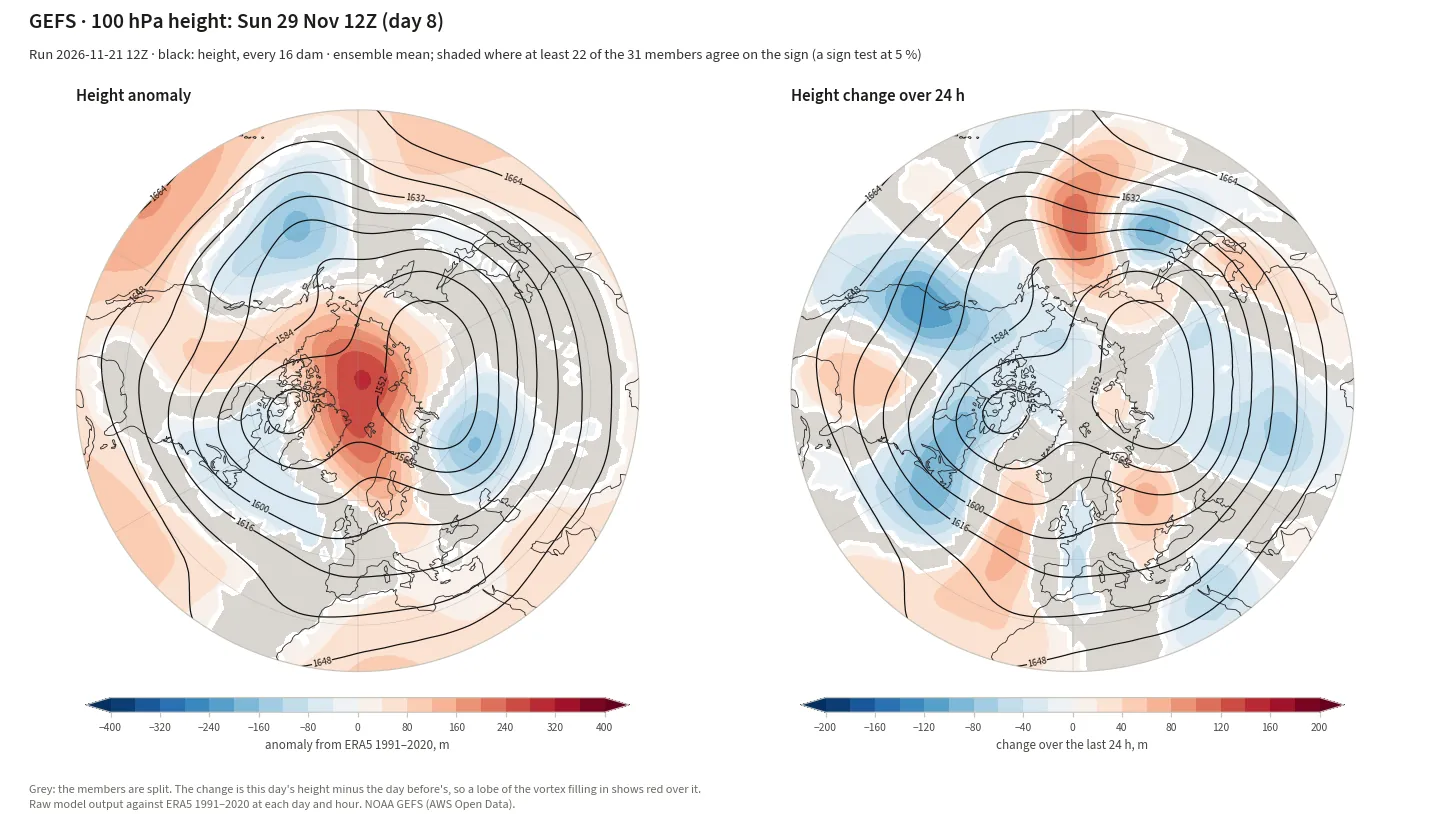 GEFS · 100 hPa height: Sun 29 Nov 12Z (day 8)
Run 2026-11-21 12Z · black: height, every 16 dam · ensemble mean; shaded where at least 22 of the 31 members agree on the sign (a sign test at 5 %)
Height anomaly
Height change over 24 h
1664
1664
1632
1648
1584
1552
1600
1616
1648
1664
1664
1632
1648
1584
1552
1600
1616
1648
−400 −320 −240 −160 −80 0 80 160 240 320 400
anomaly from ERA5 1991–2020, m
−200 −160 −120 −80 −40 0 40 80 120 160 200
change over the last 24 h, m
Grey: the members are split. The change is this day's height minus the day before's, so a lobe of the vortex filling in shows red over it.
Raw model output against ERA5 1991–2020 at each day and hour. NOAA GEFS (AWS Open Data).